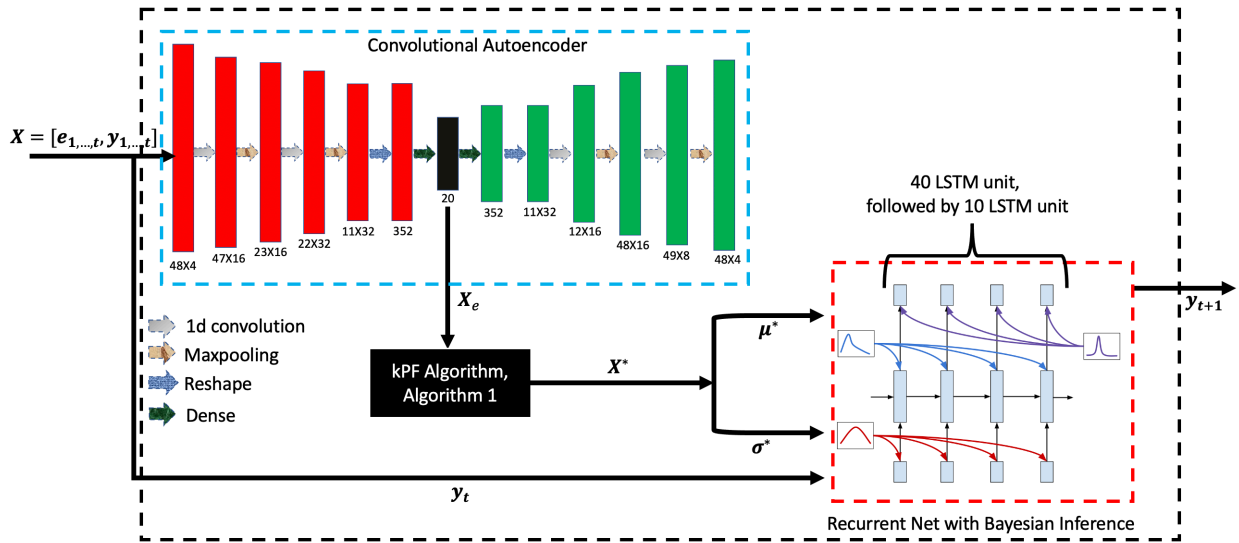 Convolutional Autoencoder
X = [e₁,...,t, y₁,...,t]
48X4
47X16
23X16
22X32
11X32
352
20
352
11X32
12X16
48X16
49X8
48X4
40 LSTM unit,
followed by 10 LSTM unit
1d convolution
Maxpooling
Reshape
Dense
Xₑ
kPF Algorithm,
Algorithm 1
X*
μ*
σ*
yₜ
yₜ₊₁
Recurrent Net with Bayesian Inference